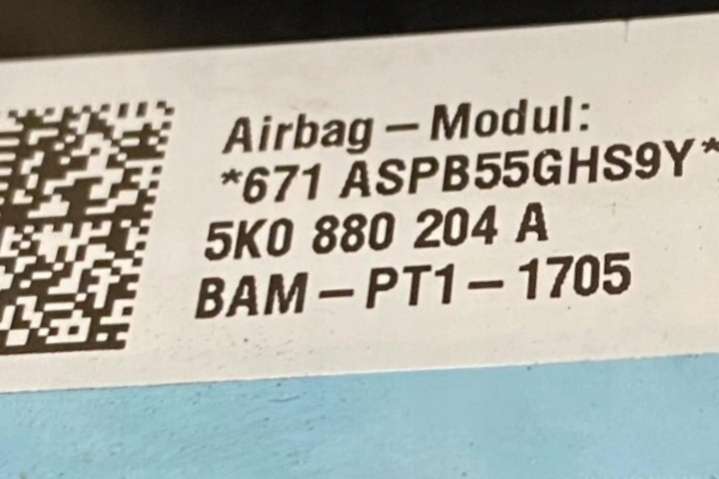 Airbag – Modul:
*671 ASPB55GHS9Y*
5K0 880 204 A
BAM – PT1 – 1705